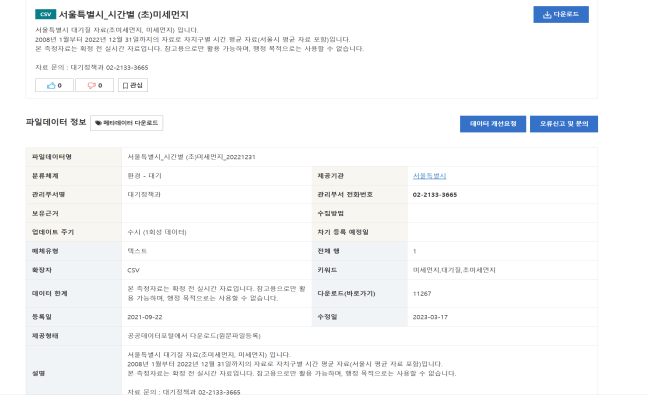 CSV 서울특별시_시간별 (초)미세먼지
다운로드
서울특별시 대기질 자료(초미세먼지, 미세먼지) 입니다.
2008년 1월부터 2022년 12월 31일까지의 자료로 자치구별 시간 평균 자료(서울시 평균 자료 포함)입니다.
본 측정자료는 확정 전 실시간 자료입니다. 참고용으로만 활용 가능하며, 행정 목적으로는 사용할 수 없습니다.
자료 문의 : 대기정책과 02-2133-3665
0 0 관심
파일데이터 정보 메타데이터 다운로드 데이터 개선요청 오류신고 및 문의
파일데이터명 서울특별시_시간별 (초)미세먼지_20221231
분류체계 환경 - 대기 제공기관 서울특별시
관리부서명 대기정책과 관리부서 전화번호 02-2133-3665
보유근거 수집방법
업데이트 주기 수시 (1회성 데이터) 차기 등록 예정일
매체유형 텍스트 전체 행 1
확장자 CSV 키워드 미세먼지,대기질,초미세먼지
데이터 한계 본 측정자료는 확정 전 실시간 자료입니다. 참고용으로만 활
용 가능하며, 행정 목적으로는 사용할 수 없습니다. 다운로드(바로가기) 11267
등록일 2021-09-22 수정일 2023-03-17
제공형태 공공데이터포털에서 다운로드(원문파일등록)
설명 서울특별시 대기질 자료(초미세먼지, 미세먼지) 입니다.
2008년 1월부터 2022년 12월 31일까지의 자료로 자치구별 시간 평균 자료(서울시 평균 자료 포함)입니다.
본 측정자료는 확정 전 실시간 자료입니다. 참고용으로만 활용 가능하며, 행정 목적으로는 사용할 수 없습니다.
자료 문의 : 대기정책과 02-2133-3665